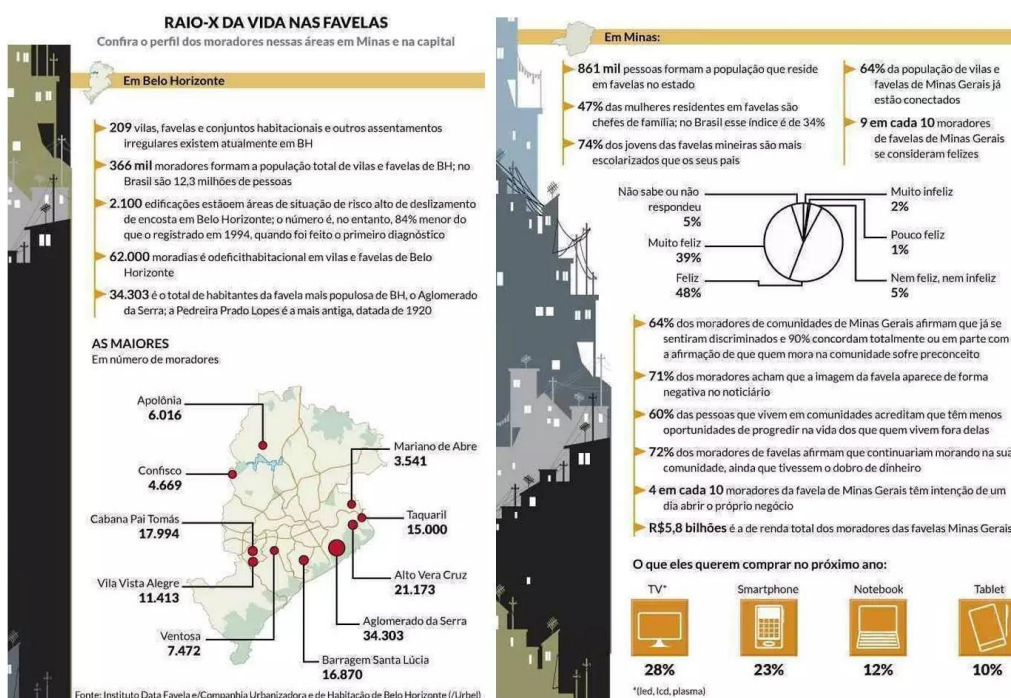 RAIO-X DA VIDA NAS FAVELAS
Confira o perfil dos moradores nessas áreas em Minas e na capital
Em Belo Horizonte
209 vilas, favelas e conjuntos habitacionais e outros assentamentos
irregulares existem atualmente em BH
366 mil moradores formam a população total de vilas e favelas de BH; no
Brasil são 12,3 milhões de pessoas
2.100 edificações estãoem áreas de situação de risco alto de deslizamento
de encosta em Belo Horizonte; o número é, no entanto, 84% menor do
que o registrado em 1994, quando foi feito o primeiro diagnóstico
62.000 moradias é odeficithabitacional em vilas e favelas de Belo
Horizonte
34.303 é o total de habitantes da favela mais populosa de BH, o Aglomerado
da Serra; a Pedreira Prado Lopes é a mais antiga, datada de 1920
AS MAIORES
Em número de moradores
Apolônia
6.016
Confisco
4.669
Cabana Pai Tomás
17.994
Vila Vista Alegre
11.413
Ventosa
7.472
Mariano de Abre
3.541
Taquaril
15.000
Alto Vera Cruz
21.173
Aglomerado da Serra
34.303
Barragem Santa Lúcia
16.870
Fonte: Instituto Data Favela e/Companhia Urbanizadora e de Habitação de Belo Horizonte (/Urbel)
Em Minas:
861 mil pessoas formam a população que reside
em favelas no estado
47% das mulheres residentes em favelas são
chefes de família; no Brasil esse índice é de 34%
74% dos jovens das favelas mineiras são mais
escolarizados que os seus pais
64% da população de vilas e
favelas de Minas Gerais já
estão conectados
9 em cada 10 moradores
de favelas de Minas Gerais
se consideram felizes
Não sabe ou não
respondeu
5%
Muito feliz
39%
Feliz
48%
Muito infeliz
2%
Pouco feliz
1%
Nem feliz, nem infeliz
5%
64% dos moradores de comunidades de Minas Gerais afirmam que já se
sentiram discriminados e 90% concordam totalmente ou em parte com
a afirmação de que quem mora na comunidade sofre preconceito
71% dos moradores acham que a imagem da favela aparece de forma
negativa no noticiário
60% das pessoas que vivem em comunidades acreditam que têm menos
oportunidades de progredir na vida dos que quem vivem fora delas
72% dos moradores de favelas afirmam que continuariam morando na sua
comunidade, ainda que tivessem o dobro de dinheiro
4 em cada 10 moradores da favela de Minas Gerais têm intenção de um
dia abrir o próprio negócio
R$5,8 bilhões é a de renda total dos moradores das favelas Minas Gerais
O que eles querem comprar no próximo ano:
TV*
28%
Smartphone
23%
Notebook
12%
Tablet
10%
*(led, lcd, plasma)